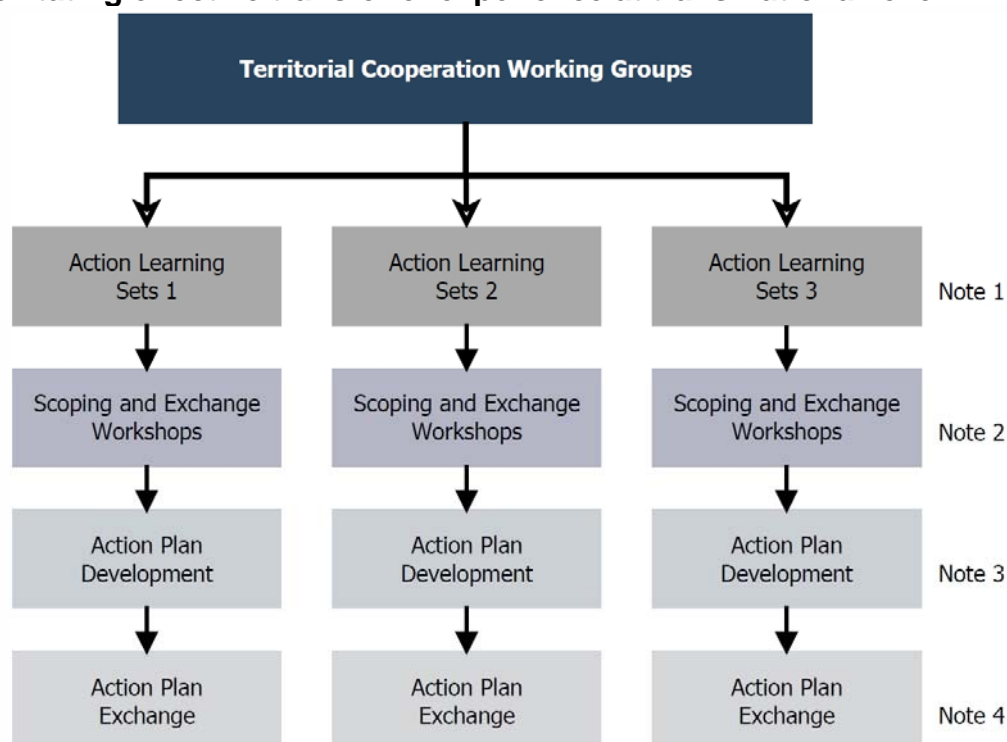 Territorial Cooperation Working Groups
Action Learning
Sets 1
Action Learning
Sets 2
Action Learning
Sets 3
Note 1
Scoping and Exchange
Workshops
Scoping and Exchange
Workshops
Scoping and Exchange
Workshops
Note 2
Action Plan
Development
Action Plan
Development
Action Plan
Development
Note 3
Action Plan
Exchange
Action Plan
Exchange
Action Plan
Exchange
Note 4